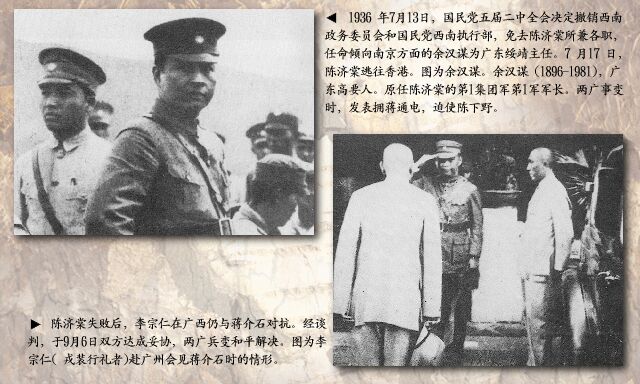 ◀ 1936 年7月13日，国民党五届二中全会决定撤销西南
政务委员会和国民党西南执行部，免去陈济棠所兼各职，
任命倾向南京方面的余汉谋为广东绥靖主任。7 月17 日，
陈济棠逃往香港。图为余汉谋。余汉谋 (1896-1981)，广
东高要人。原任陈济棠的第1集团军第1军军长。两广事变
时，发表拥蒋通电，迫使陈下野。
▶ 陈济棠失败后，李宗仁在广西仍与蒋介石对抗。经谈
判，于9月6日双方达成妥协，两广兵变和平解决。图为李
宗仁( 戎装行礼者)赴广州会见蒋介石时的情形。